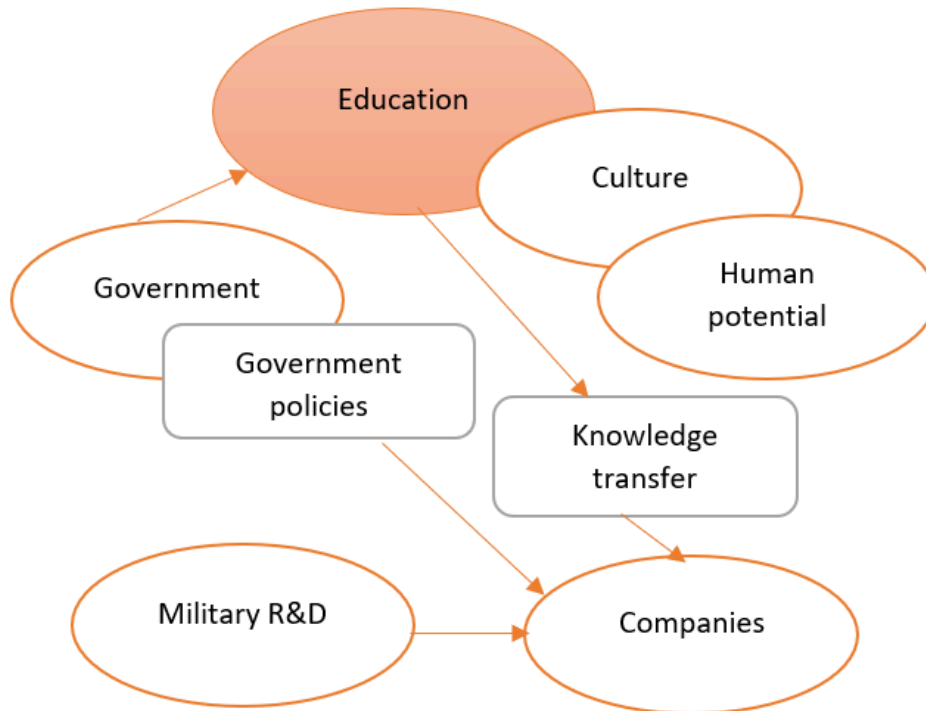 Education
Culture
Government
Human
potential
Government
policies
Knowledge
transfer
Military R&D
Companies